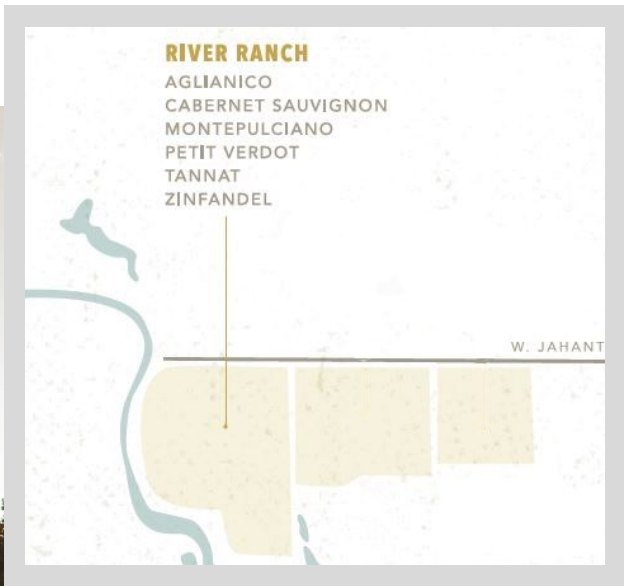 RIVER RANCH
AGLIANICO
CABERNET SAUVIGNON
MONTEPULCIANO
PETIT VERDOT
TANNAT
ZINFANDEL
W. JAHANT